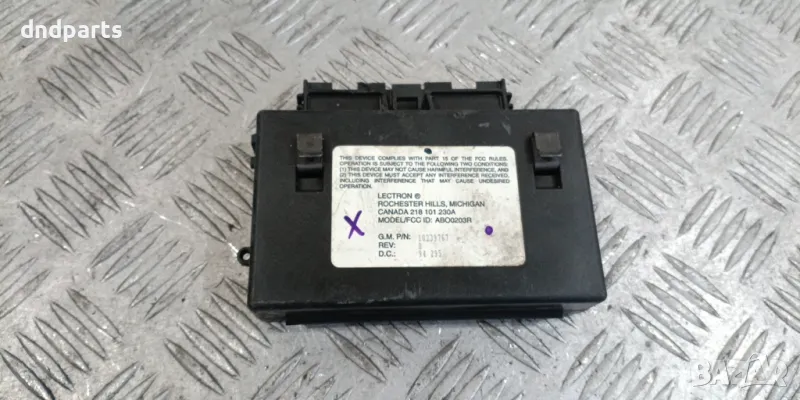 dndparts
THIS DEVICE COMPLIES WITH PART 15 OF THE FCC RULES.
OPERATION IS SUBJECT TO THE FOLLOWING TWO CONDITIONS:
(1) THIS DEVICE MAY NOT CAUSE HARMFUL INTERFERENCE, AND
(2) THIS DEVICE MUST ACCEPT ANY INTERFERENCE RECEIVED,
INCLUDING INTERFERENCE THAT MAY CAUSE UNDESIRED
OPERATION.
LECTRON ®
ROCHESTER HILLS, MICHIGAN
CANADA 218 101 230A
MODEL/FCC ID: ABO0203R
X
G.M. P/N:
REV:
D.C.:
BAZAR